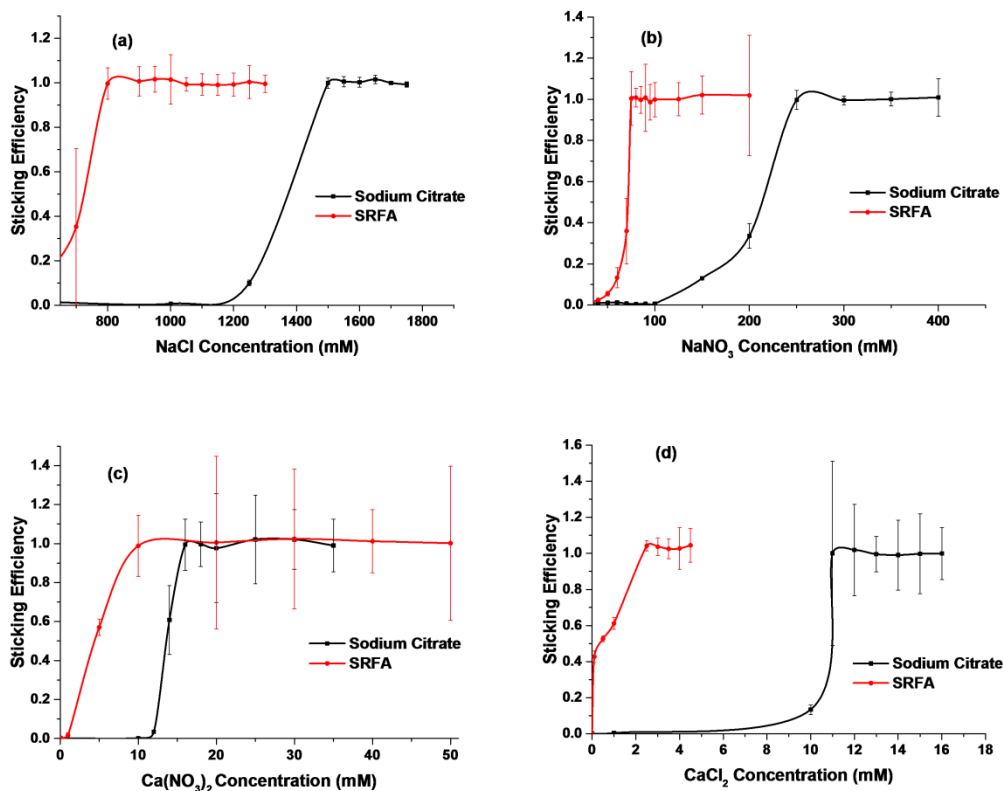 (a)
Sticking Efficiency
1.2
1.0
0.8
0.6
0.4
0.2
0.0
Sodium Citrate
SRFA
800 1000 1200 1400 1600 1800
NaCl Concentration (mM)
(b)
Sticking Efficiency
1.4
1.2
1.0
0.8
0.6
0.4
0.2
0.0
Sodium Citrate
SRFA
100 200 300 400
NaNO₃ Concentration (mM)
(c)
Sticking Efficiency
1.4
1.2
1.0
0.8
0.6
0.4
0.2
0.0
Sodium Citrate
SRFA
0 10 20 30 40 50
Ca(NO₃)₂ Concentration (mM)
(d)
Sticking Efficiency
1.6
1.4
1.2
1.0
0.8
0.6
0.4
0.2
0.0
Sodium Citrate
SRFA
0 2 4 6 8 10 12 14 16 18
CaCl₂ Concentration (mM)